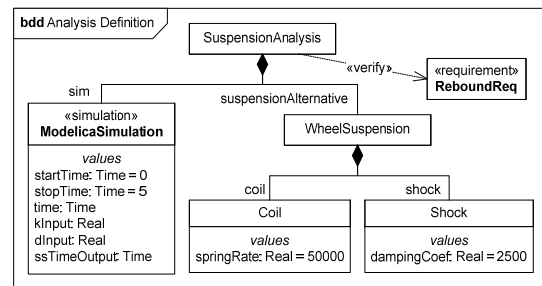 bdd Analysis Definition
SuspensionAnalysis
«verify»
«requirement»
ReboundReq
sim
suspensionAlternative
«simulation»
ModelicaSimulation
values
startTime: Time = 0
stopTime: Time = 5
time: Time
kInput: Real
dInput: Real
ssTimeOutput: Time
WheelSuspension
coil
shock
Coil
values
springRate: Real = 50000
Shock
values
dampingCoef: Real = 2500